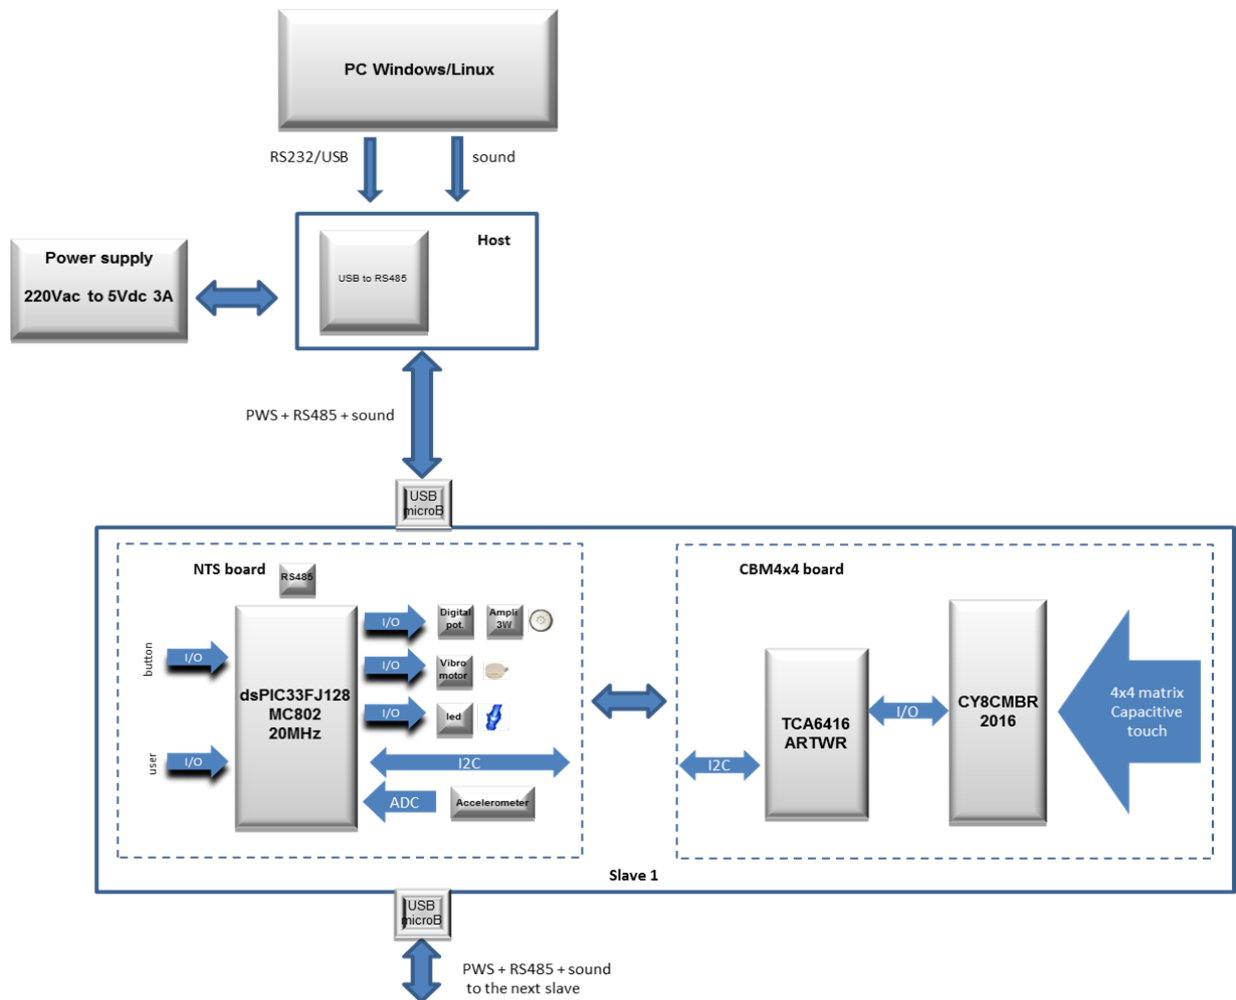 PC Windows/Linux
RS232/USB
sound
Host
USB to RS485
Power supply
220Vac to 5Vdc 3A
PWS + RS485 + sound
USB
microB
NTS board
RS485
CBM4x4 board
button
I/O
user
I/O
dsPIC33FJ128
MC802
20MHz
I/O
Digital
pot.
Ampli
3W
I/O
Vibro
motor
I/O
led
I2C
ADC
Accelerometer
I2C
TCA6416
ARTWR
I/O
CY8CMBR
2016
4x4 matrix
Capacitive
touch
Slave 1
USB
microB
PWS + RS485 + sound
to the next slave